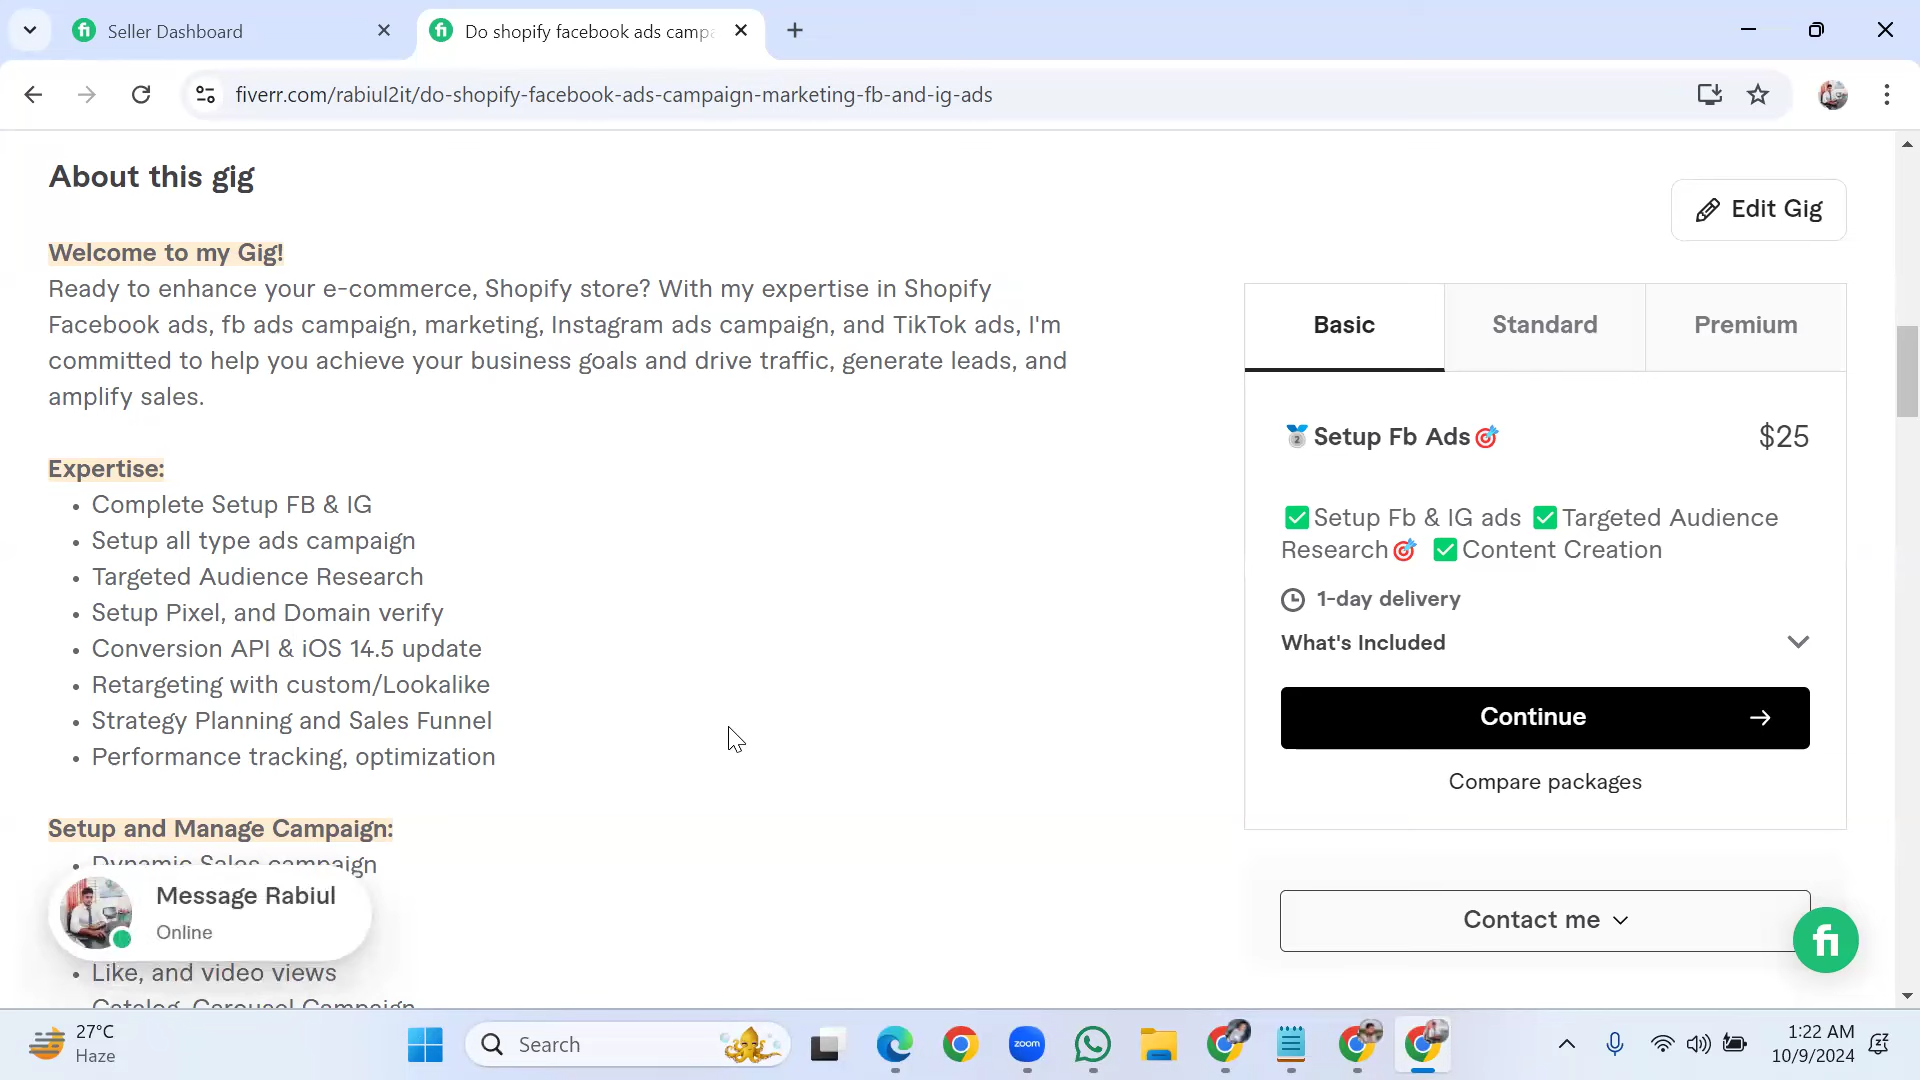 Seller Dashboard
Do shopify facebook ads camp
fiverr.com/rabiul2it/do-shopify-facebook-ads-campaign-marketing-fb-and-ig-ads
About this gig
Edit Gig
Welcome to my Gig!
Ready to enhance your e-commerce, Shopify store? With my expertise in Shopify
Facebook ads, fb ads campaign, marketing, Instagram ads campaign, and TikTok ads, I'm
committed to help you achieve your business goals and drive traffic, generate leads, and
amplify sales.
Expertise:
• Complete Setup FB & IG
• Setup all type ads campaign
• Targeted Audience Research
• Setup Pixel, and Domain verify
• Conversion API & iOS 14.5 update
• Retargeting with custom/Lookalike
• Strategy Planning and Sales Funnel
• Performance tracking, optimization
Setup and Manage Campaign:
• Dynamic Sales campaign
Message Rabiul
Online
• Like, and video views
Catalog, Carousel Campaign
Basic
Standard
Premium
Setup Fb Ads
$25
✅Setup Fb & IG ads ✅Targeted Audience
Research🎯 ✅Content Creation
1-day delivery
What's Included
Continue →
Compare packages
Contact me
fi
27°C
Haze
Search
zoom
1:22 AM
10/9/2024